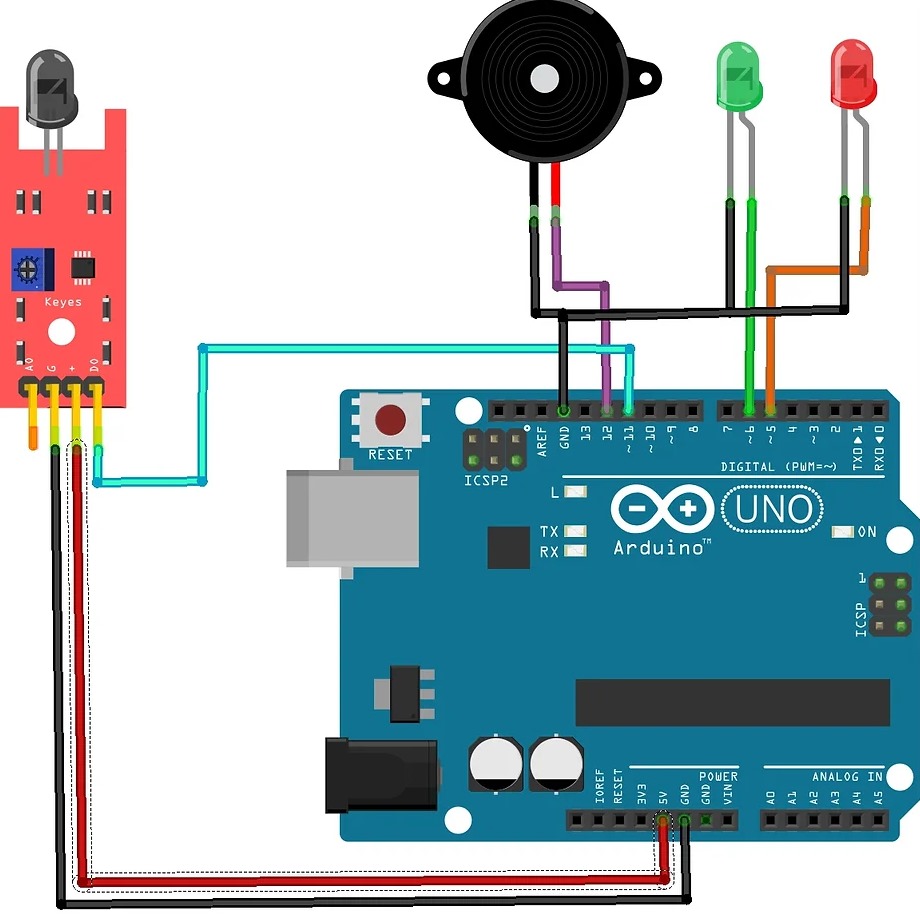 Keyes
AO
G
+
DO
RESET
ICSP2
AREF
GND
13
12
~11
~10
~9
8
7
~6
~5
4
~3
2
TXD▶1
RXD◀0
DIGITAL (PWM=~)
L
TX
RX
UNO
Arduino™
ON
1
ICSP
IOREF
RESET
3V3
5V
GND
GND
VIN
POWER
ANALOG IN
A0
A1
A2
A3
A4
A5